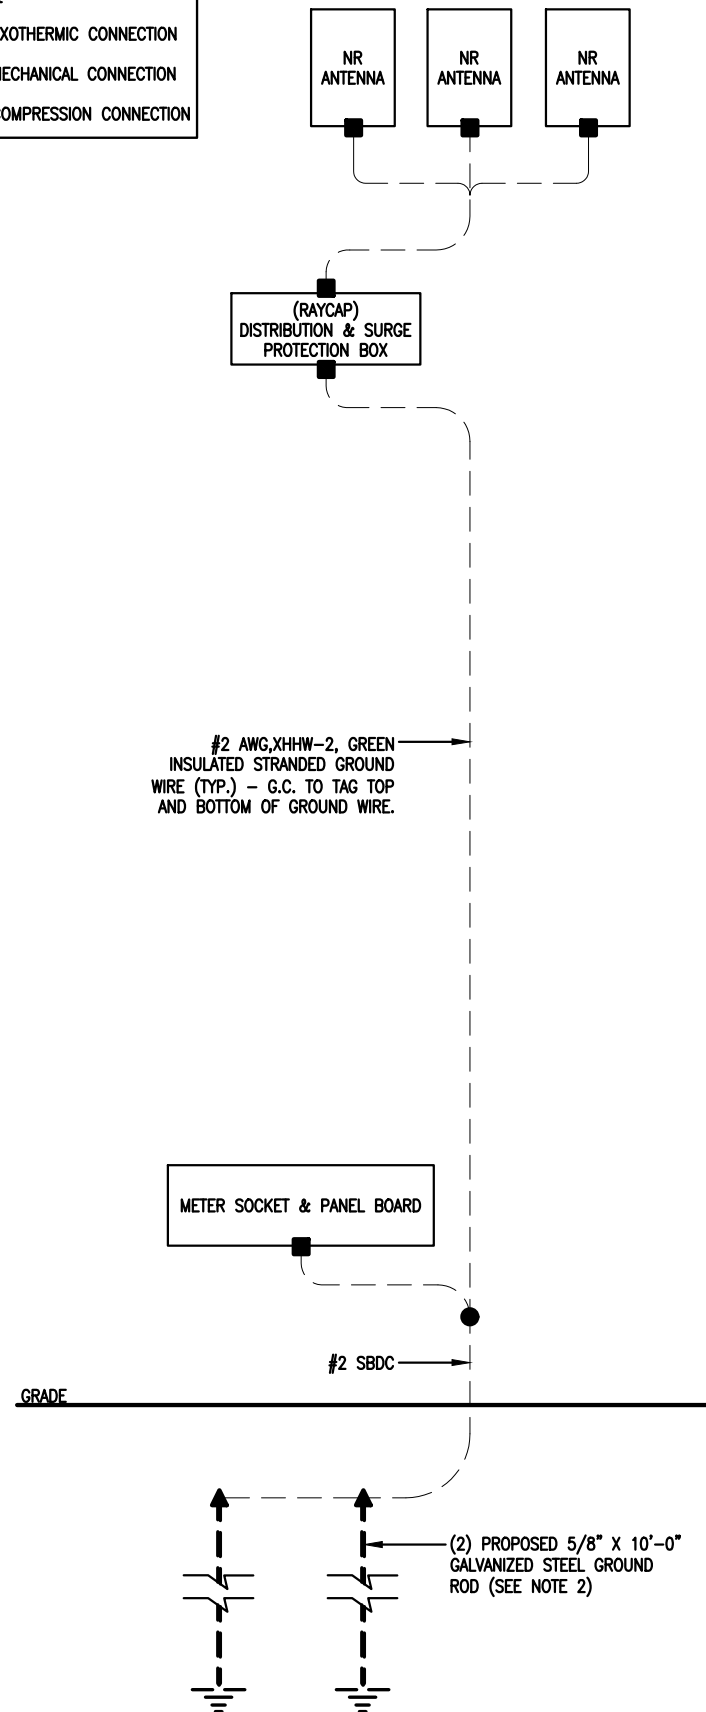 XOTHERMIC CONNECTION
MECHANICAL CONNECTION
COMPRESSION CONNECTION
NR
ANTENNA
NR
ANTENNA
NR
ANTENNA
(RAYCAP)
DISTRIBUTION & SURGE
PROTECTION BOX
#2 AWG,XHHW-2, GREEN
INSULATED STRANDED GROUND
WIRE (TYP.) - G.C. TO TAG TOP
AND BOTTOM OF GROUND WIRE.
METER SOCKET & PANEL BOARD
#2 SBDC
GRADE
(2) PROPOSED 5/8" X 10'-0"
GALVANIZED STEEL GROUND
ROD (SEE NOTE 2)